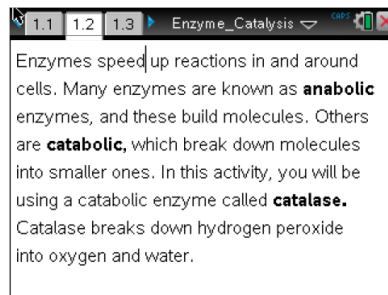 1.1 1.2 1.3 Enzyme_Catalysis CAPS
Enzymes speed up reactions in and around
cells. Many enzymes are known as anabolic
enzymes, and these build molecules. Others
are catabolic, which break down molecules
into smaller ones. In this activity, you will be
using a catabolic enzyme called catalase.
Catalase breaks down hydrogen peroxide
into oxygen and water.